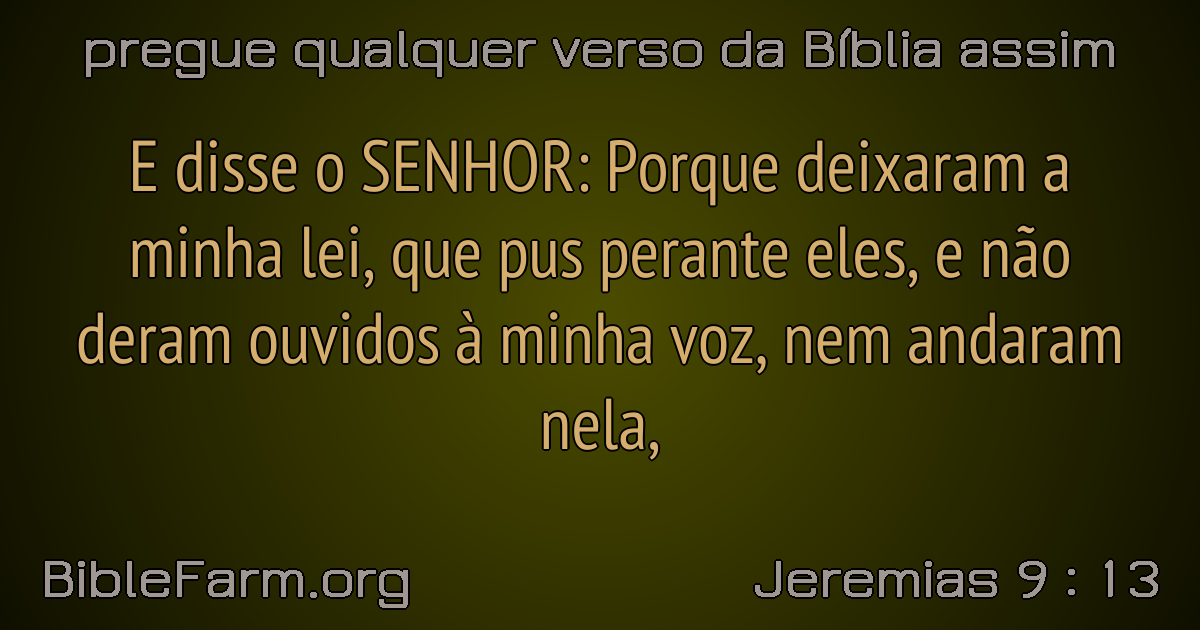 pregue qualquer verso da Bíblia assim
E disse o SENHOR: Porque deixaram a
minha lei, que pus perante eles, e não
deram ouvidos à minha voz, nem andaram
nela,
BibleFarm.org
Jeremias 9 : 13